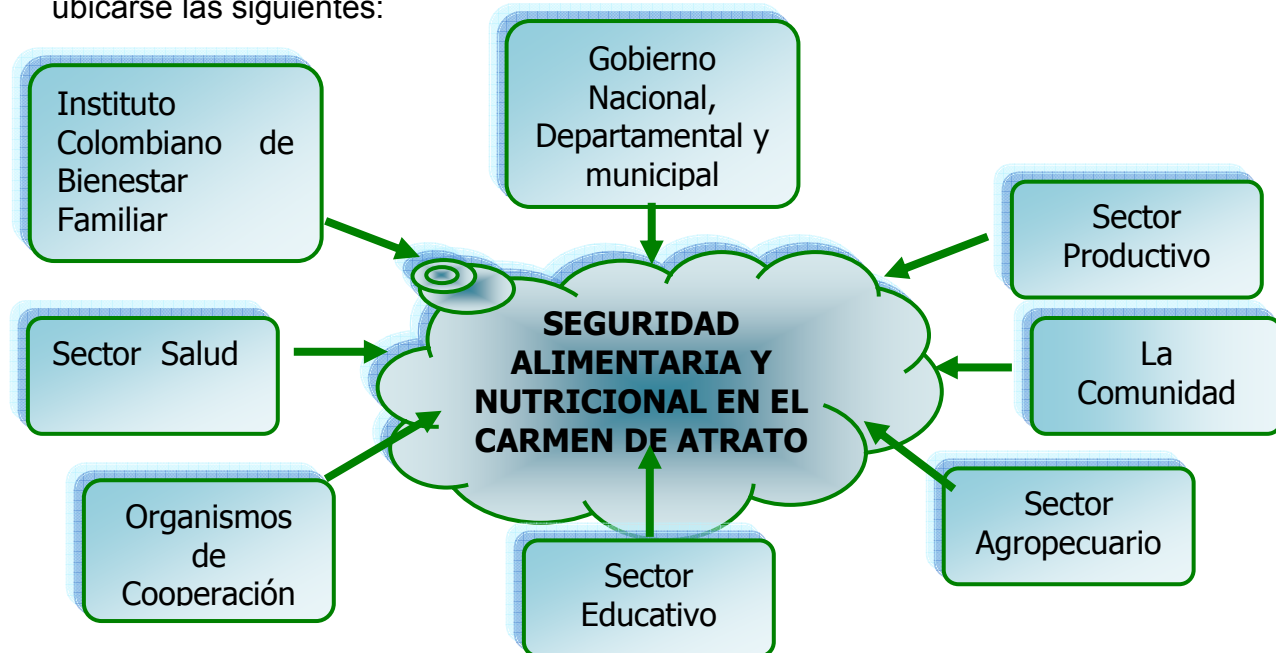 ubicarse las siguientes:
Gobierno
Nacional,
Departamental y
municipal
Instituto
Colombiano de
Bienestar
Familiar
Sector
Productivo
SEGURIDAD
ALIMENTARIA Y
NUTRICIONAL EN EL
CARMEN DE ATRATO
Sector Salud
La
Comunidad
Organismos
de
Cooperación
Sector
Educativo
Sector
Agropecuario